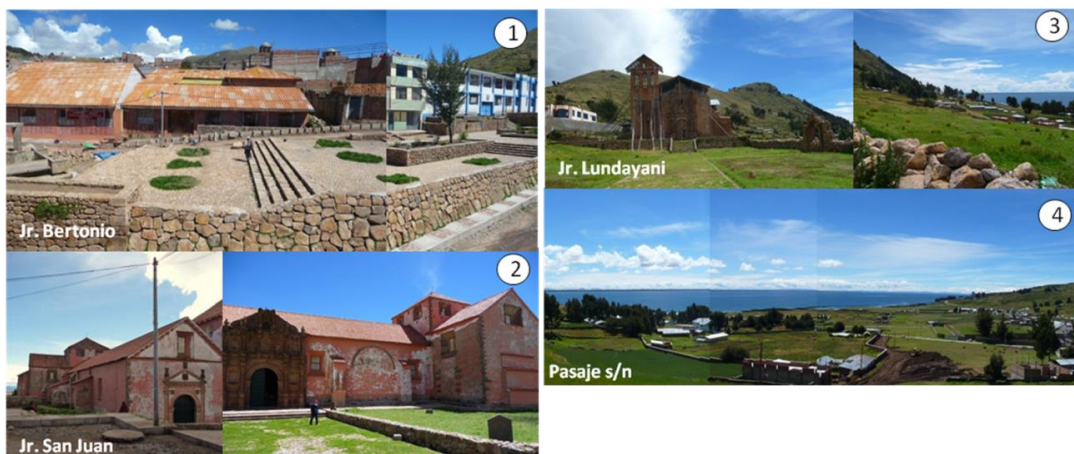 1
Jr. Bertonio
2
Jr. San Juan
3
Jr. Lundayani
4
Pasaje s/n